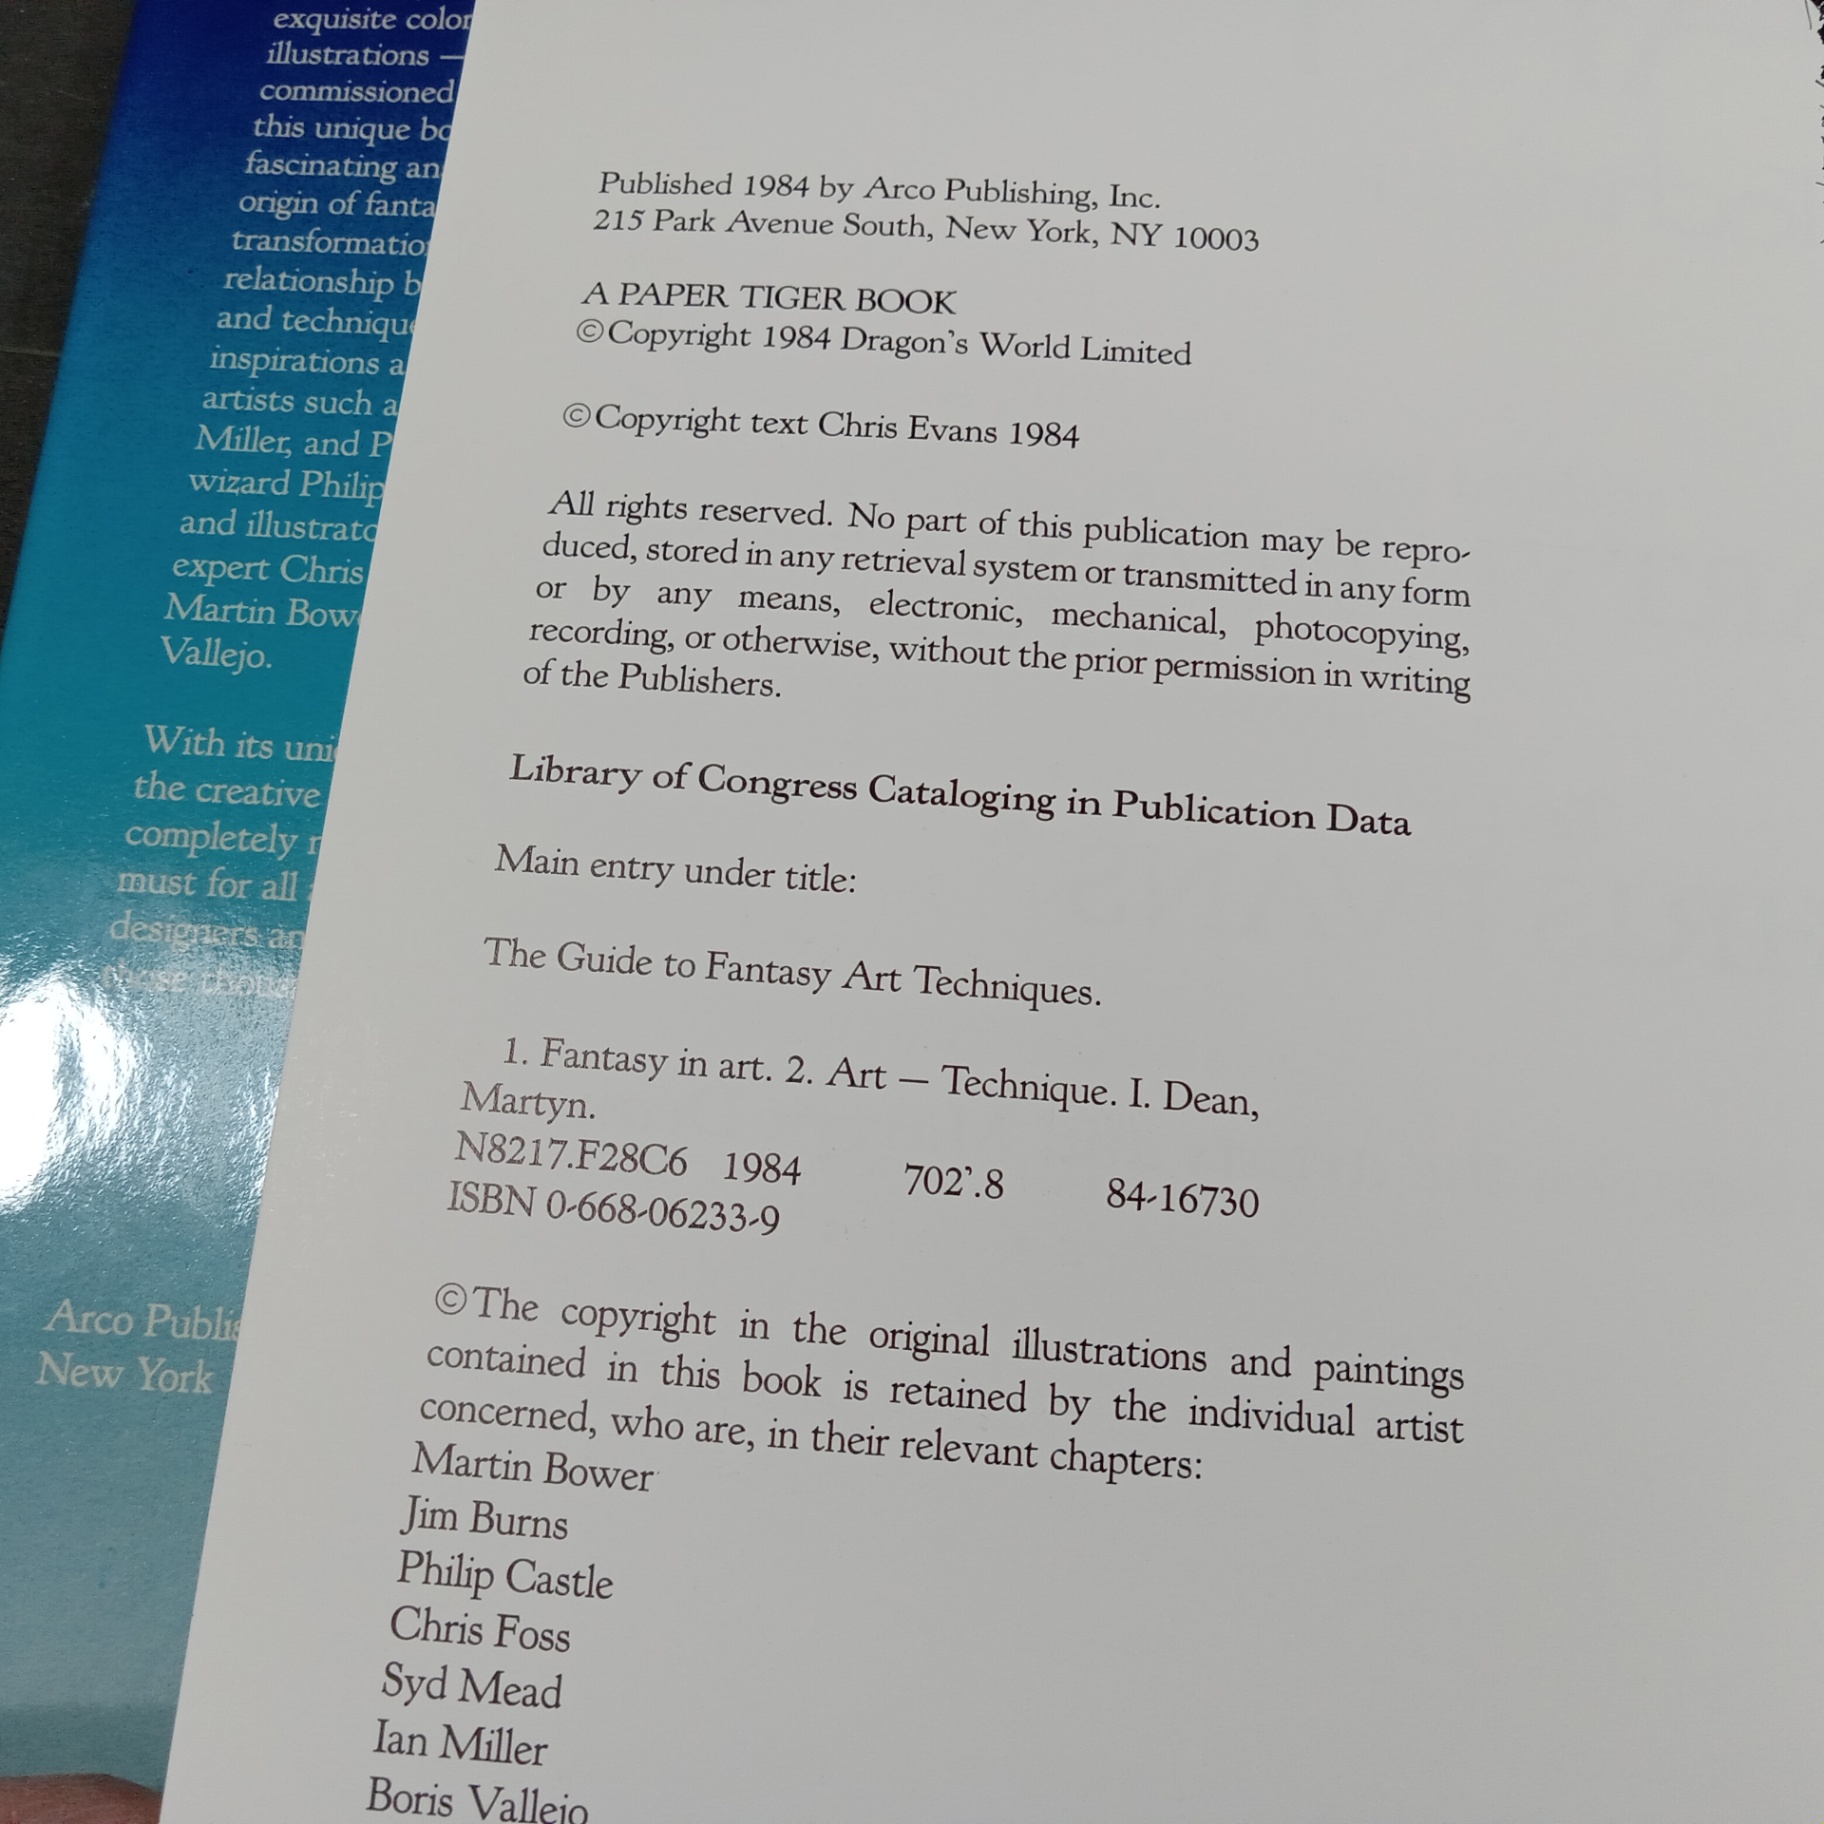 exquisite color
illustrations —
commissioned
this unique
fascinating
origin of
relationship
and
inspirations
artists such
Miller, and
wizard Philip
and
expert Chris
Martin
Vallejo.
With its
the creative
completely
must for all
designers
Arco
New York
Published 1984 by Arco Publishing, Inc.
215 Park Avenue South, New York, NY 10003
A PAPER TIGER BOOK
©Copyright 1984 Dragon's World Limited
©Copyright text Chris Evans 1984
All rights reserved. No part of this publication may be repro-
duced, stored in any retrieval system or transmitted in any form
or by any means, electronic, mechanical, photocopying,
recording, or otherwise, without the prior permission in writing
of the Publishers.
Library of Congress Cataloging in Publication Data
Main entry under title:
The Guide to Fantasy Art Techniques.
1. Fantasy in art. 2. Art — Technique. I. Dean,
Martyn.
N8217.F28C6 1984 702'.8 84-16730
ISBN 0-668-06233-9
©The copyright in the original illustrations and paintings
contained in this book is retained by the individual artist
concerned, who are, in their relevant chapters:
Martin Bower
Jim Burns
Philip Castle
Chris Foss
Syd Mead
Ian Miller
Boris Vallejo